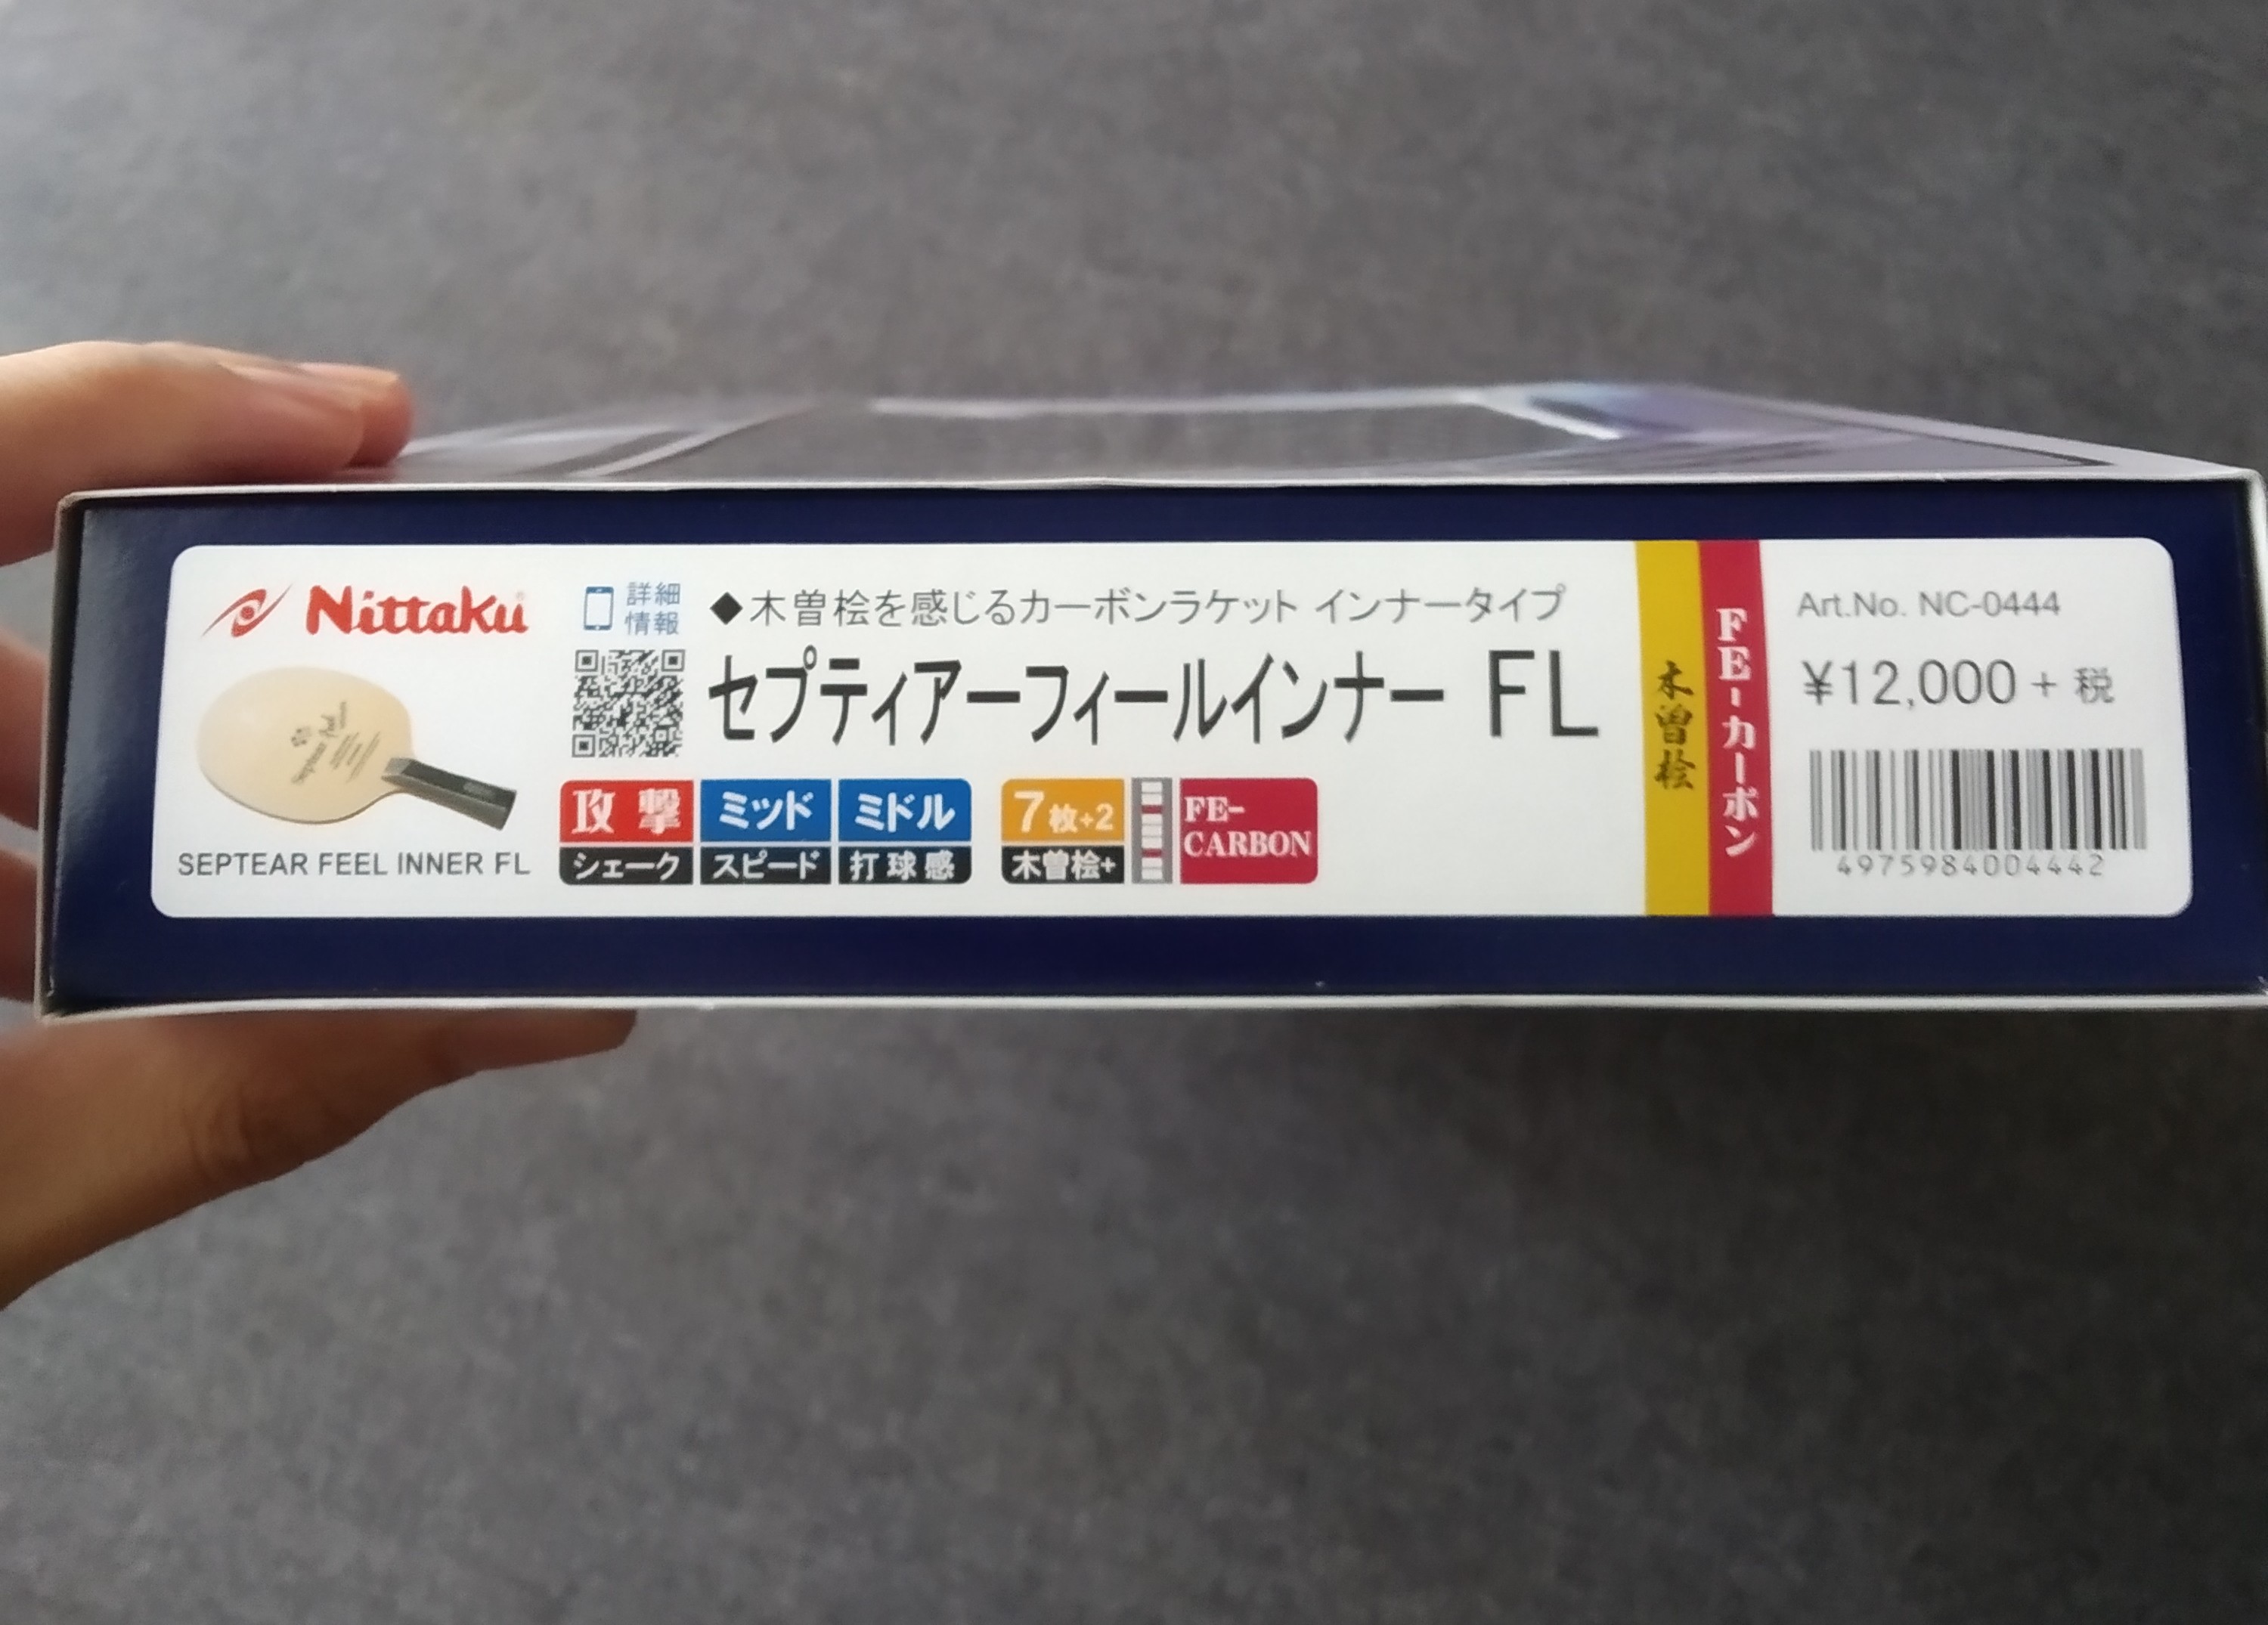 Nittaku
SEPTEAR FEEL INNER FL
詳細
情報
◆木曽桧を感じるカーボンラケット インナータイプ
セプティアーフィールインナー FL
攻撃
シェーク
ミッド
スピード
ミドル
打球感
7枚+2
木曽桧+
FE-
CARBON
木曽桧
FE-カーボン
Art.No. NC-0444
¥12,000 + 税
4975984004442
Septear Feel